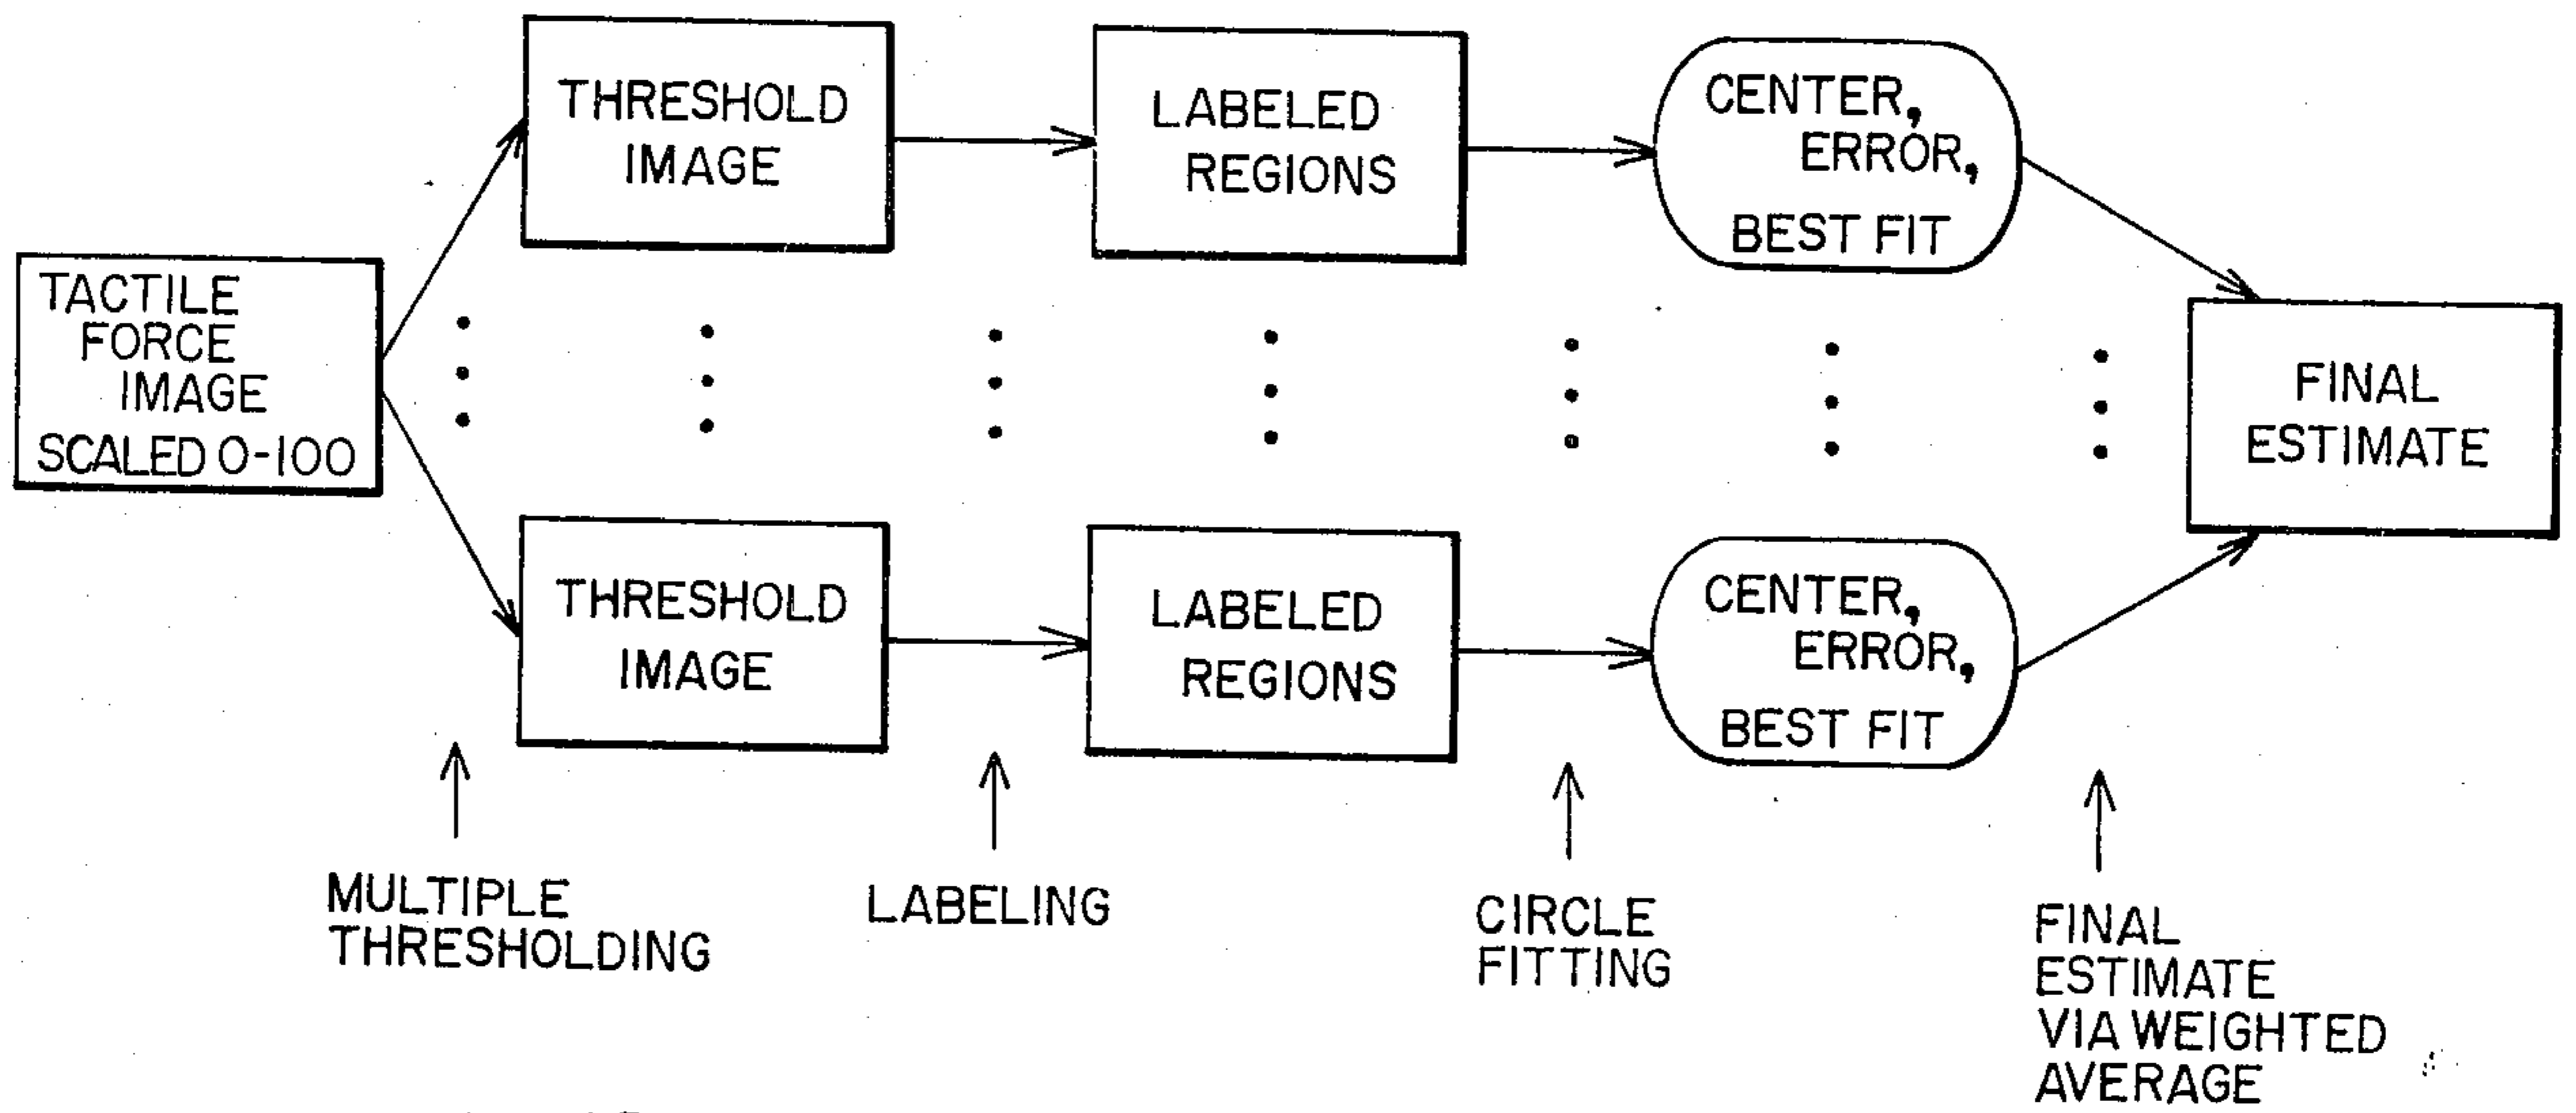 THRESHOLD
IMAGE
LABELED
REGIONS
CENTER,
ERROR,
BEST FIT
TACTILE
FORCE
IMAGE
SCALED 0-100
FINAL
ESTIMATE
THRESHOLD
IMAGE
LABELED
REGIONS
CENTER,
ERROR,
BEST FIT
MULTIPLE
THRESHOLDING
LABELING
CIRCLE
FITTING
FINAL
ESTIMATE
VIA WEIGHTED
AVERAGE